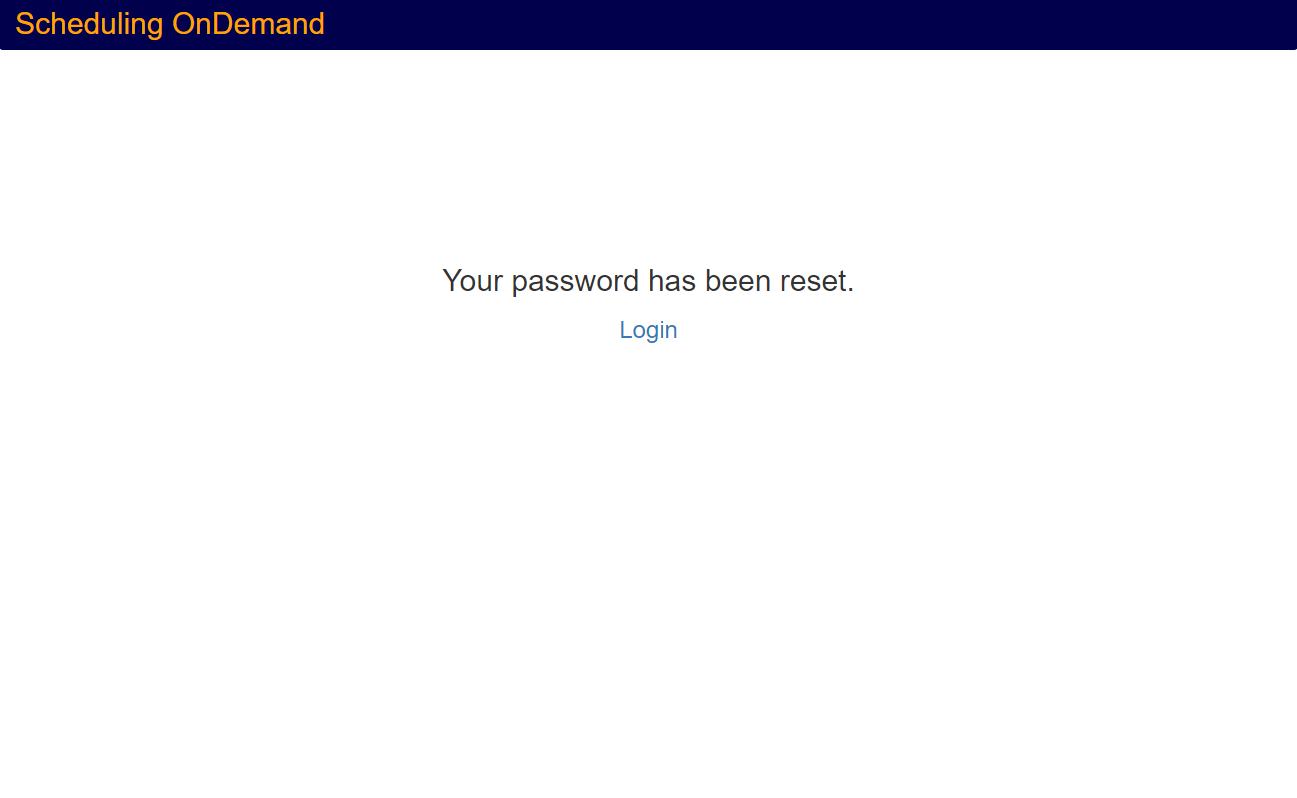 Scheduling OnDemand
Your password has been reset.
Login